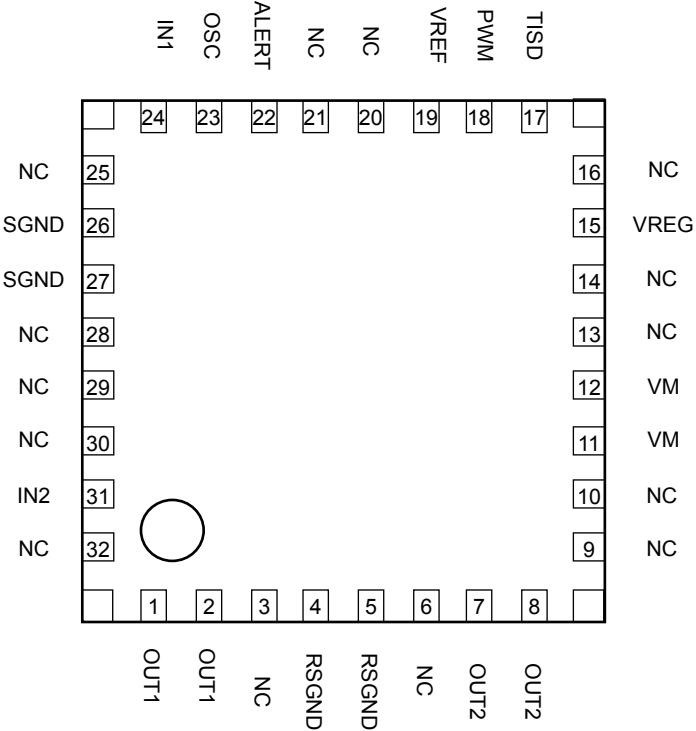 IN1
OSC
ALERT
NC
NC
VREF
PWM
TISD
24
23
22
21
20
19
18
17
NC
25
16
NC
SGND
26
15
VREG
SGND
27
14
NC
NC
28
13
NC
NC
29
12
VM
NC
30
11
VM
IN2
31
10
NC
NC
32
9
NC
1
2
3
4
5
6
7
8
OUT1
OUT1
NC
RSGND
RSGND
NC
OUT2
OUT2